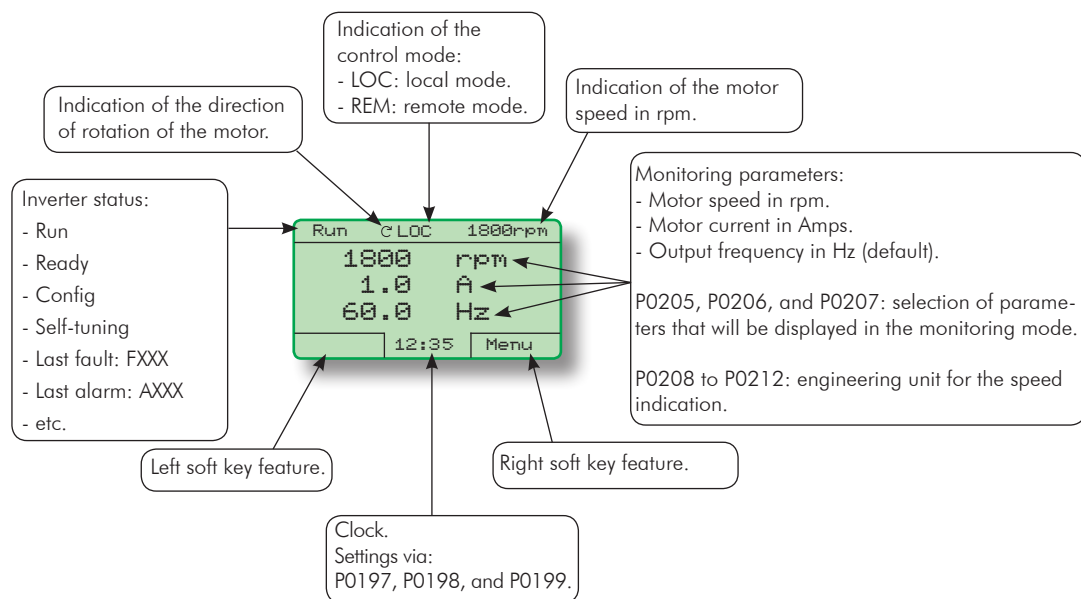 Indication of the
control mode:
- LOC: local mode.
- REM: remote mode.
Indication of the motor
speed in rpm.
Indication of the direction
of rotation of the motor.
Inverter status:
- Run
- Ready
- Config
- Self-tuning
- Last fault: FXXX
- Last alarm: AXXX
- etc.
Run LOC 1800rpm
1800 rpm
1.0 A
60.0 Hz
12:35 Menu
Monitoring parameters:
- Motor speed in rpm.
- Motor current in Amps.
- Output frequency in Hz (default).
P0205, P0206, and P0207: selection of parame-
ters that will be displayed in the monitoring mode.
P0208 to P0212: engineering unit for the speed
indication.
Left soft key feature.
Right soft key feature.
Clock.
Settings via:
P0197, P0198, and P0199.